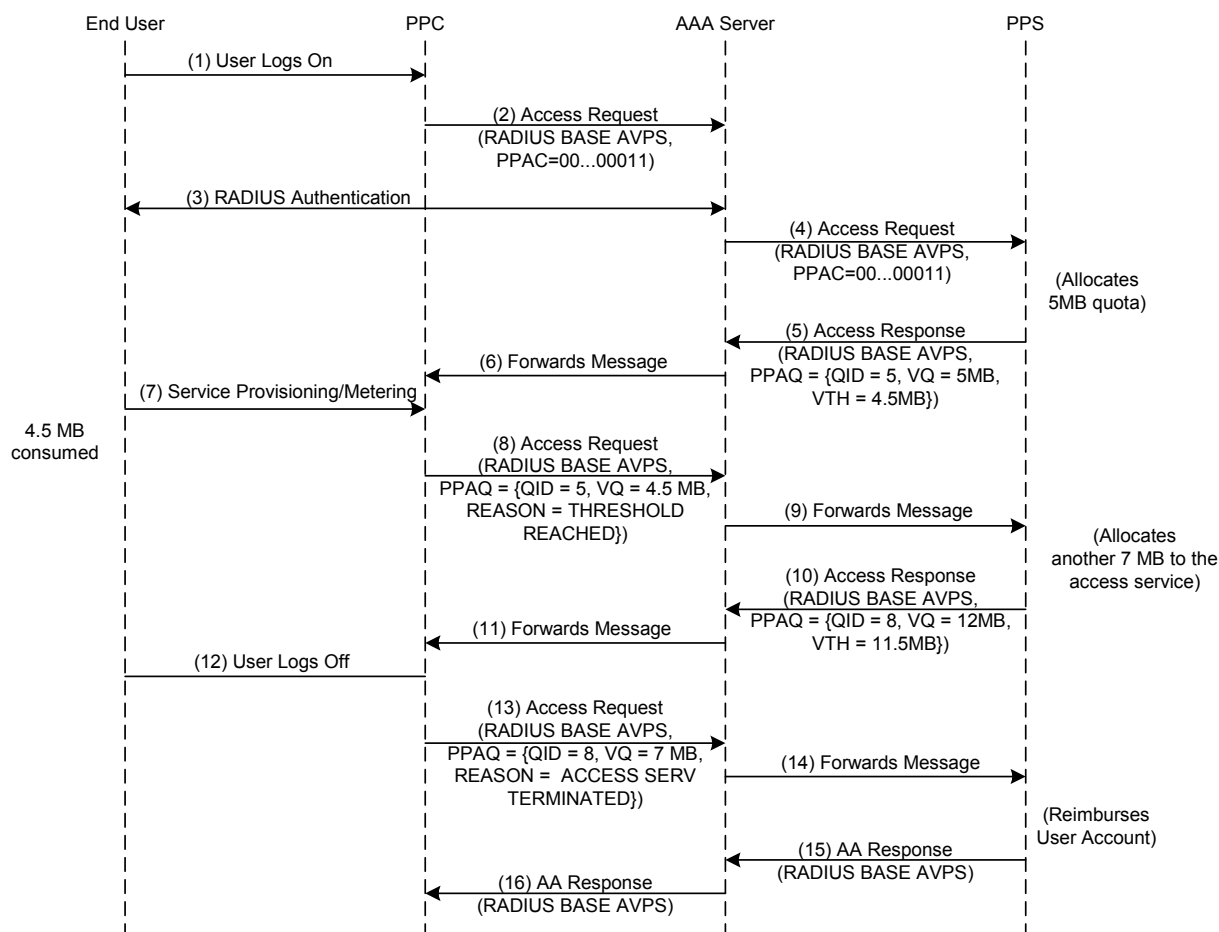 End User
PPC
AAA Server
PPS
(1) User Logs On
(2) Access Request
(RADIUS BASE AVPS,
PPAC=00...00011)
(3) RADIUS Authentication
(4) Access Request
(RADIUS BASE AVPS,
PPAC=00...00011)
(Allocates
5MB quota)
(5) Access Response
(RADIUS BASE AVPS,
PPAQ = {QID = 5, VQ = 5MB,
VTH = 4.5MB})
(6) Forwards Message
(7) Service Provisioning/Metering
4.5 MB
consumed
(8) Access Request
(RADIUS BASE AVPS,
PPAQ = {QID = 5, VQ = 4.5 MB,
REASON = THRESHOLD
REACHED})
(9) Forwards Message
(Allocates
another 7 MB to the
access service)
(10) Access Response
(RADIUS BASE AVPS,
PPAQ = {QID = 8, VQ = 12MB,
VTH = 11.5MB})
(11) Forwards Message
(12) User Logs Off
(13) Access Request
(RADIUS BASE AVPS,
PPAQ = {QID = 8, VQ = 7 MB,
REASON = ACCESS SERV
TERMINATED})
(14) Forwards Message
(Reimburses
User Account)
(15) AA Response
(RADIUS BASE AVPS)
(16) AA Response
(RADIUS BASE AVPS)